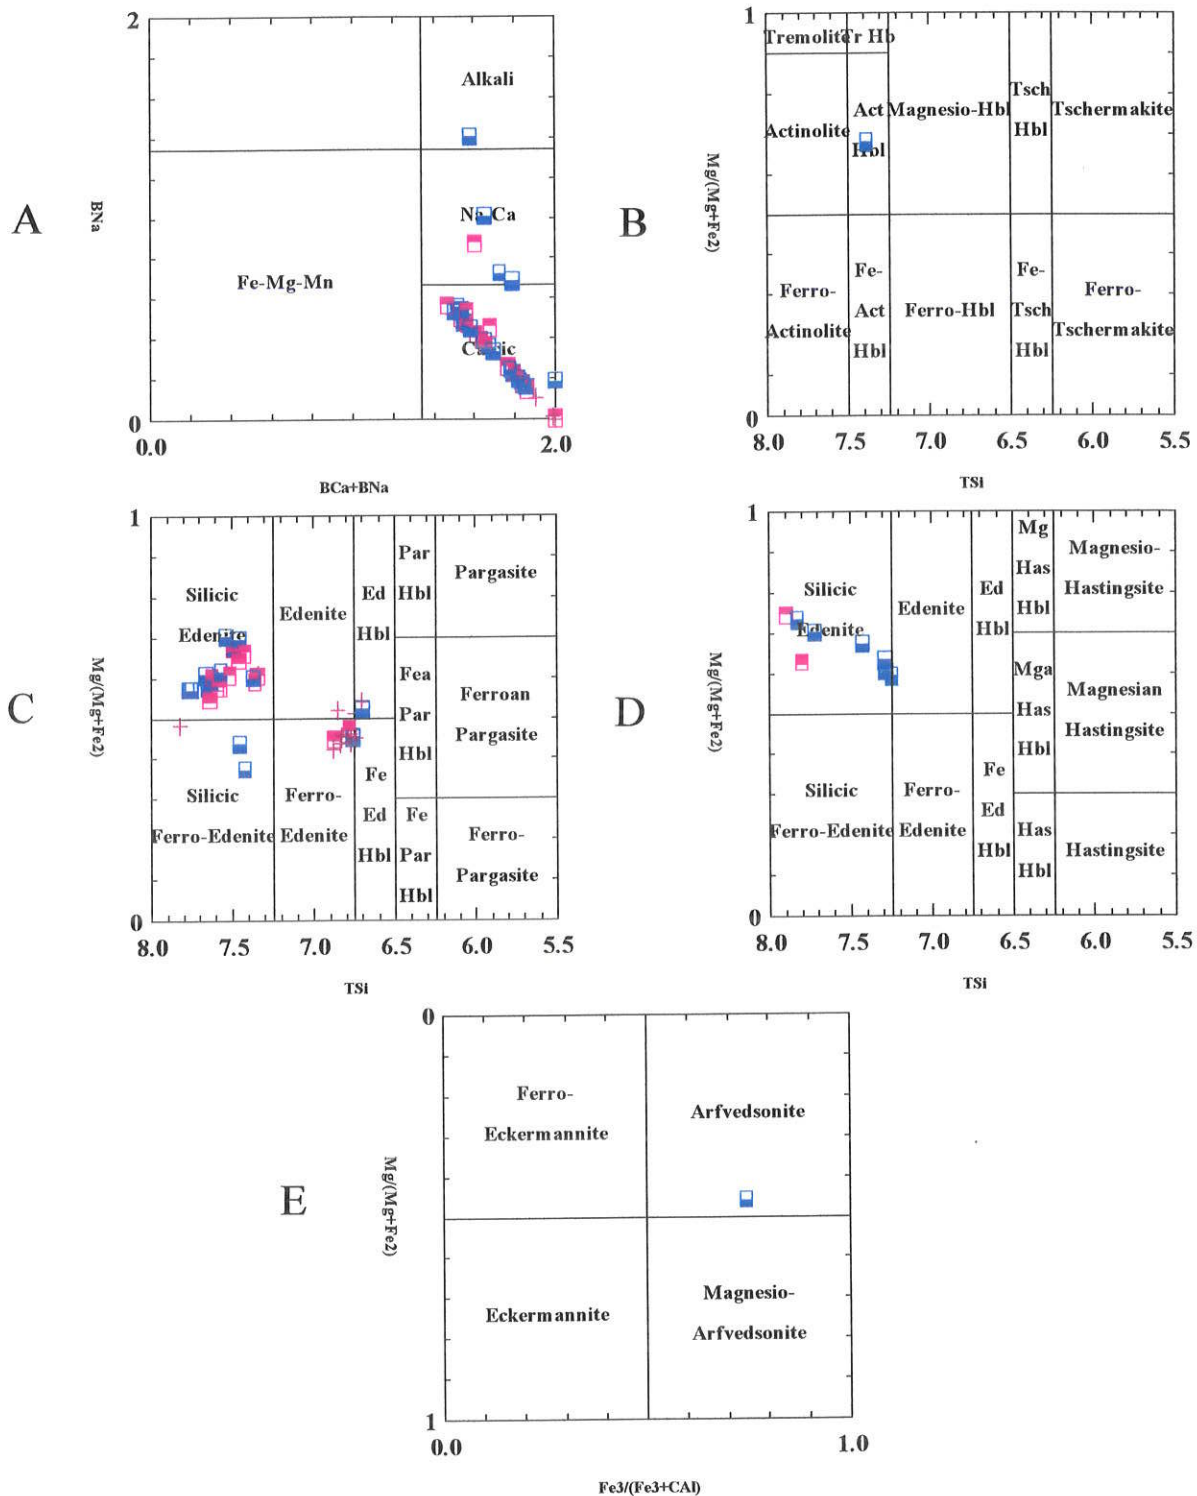 A
2
Alkali
BNa
Na-Ca
Fe-Mg-Mn
Calcic
0
0.0
2.0
BCa+BNa
B
1
Tremolite
Tr Hb
Act
Hbl
Magnesio-Hbl
Tsch
Hbl
Tschermakite
Actinolite
Mg/(Mg+Fe2)
Ferro-
Actinolite
Fe-
Act
Hbl
Ferro-Hbl
Fe-
Tsch
Hbl
Ferro-
Tschermakite
0
8.0
7.5
7.0
6.5
6.0
5.5
TSi
C
1
Silicic
Edenite
Edenite
Ed
Hbl
Par
Hbl
Pargasite
Mg/(Mg+Fe2)
Fea
Par
Hbl
Ferroan
Pargasite
Silicic
Ferro-Edenite
Ferro-
Edenite
Fe
Ed
Hbl
Fe
Par
Hbl
Ferro-
Pargasite
0
8.0
7.5
7.0
6.5
6.0
5.5
TSi
D
1
Silicic
Edenite
Edenite
Ed
Hbl
Mg
Has
Hbl
Magnesio-
Hastingsite
Mg/(Mg+Fe2)
Mga
Has
Hbl
Magnesian
Hastingsite
Silicic
Ferro-Edenite
Ferro-
Edenite
Fe
Ed
Hbl
Has
Hbl
Hastingsite
0
8.0
7.5
7.0
6.5
6.0
5.5
TSi
E
0
Ferro-
Eckermannite
Arfvedsonite
Mg/(Mg+Fe2)
Eckermannite
Magnesio-
Arfvedsonite
1
0.0
1.0
Fe3/(Fe3+CAl)